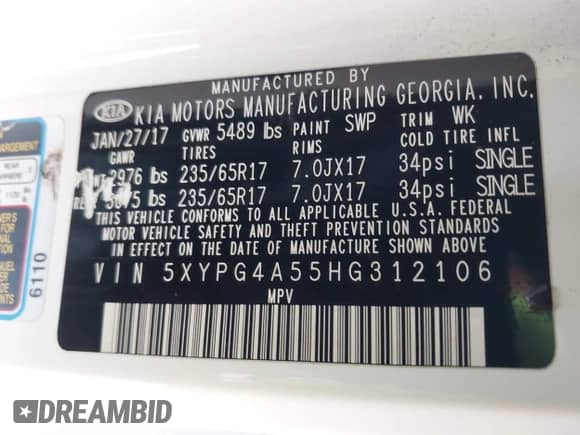 MANUFACTURED BY
KIA KIA MOTORS MANUFACTURING GEORGIA, INC.
JAN/27/17 GVWR 5489 lbs PAINT SWP TRIM WK
GAWR TIRES RIMS COLD TIRE INFL
2976 lbs 235/65R17 7.0JX17 34psi SINGLE
235/65R17 7.0JX17 34psi SINGLE
THIS VEHICLE CONFORMS TO ALL APPLICABLE U.S.A. FEDERAL
MOTOR VEHICLE SAFETY AND THEFT PREVENTION STANDARDS
IN EFFECT ON THE DATE OF MANUFACTURE SHOWN ABOVE.
VIN 5XYPG4A55HG312106
MPV
6110
DREAMBID